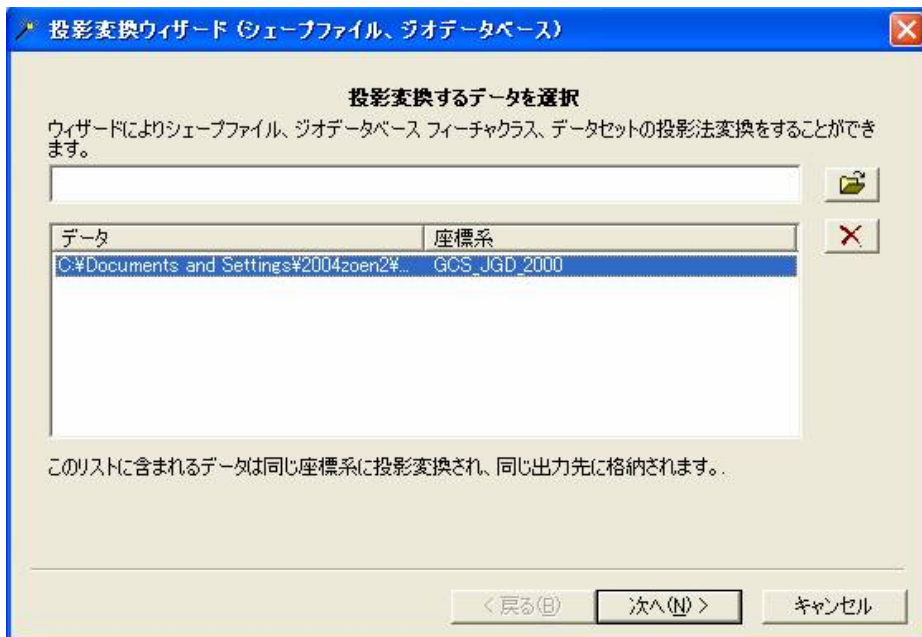 投影変換ウィザード (シェープファイル、ジオデータベース)
投影変換するデータを選択
ウィザードによりシェープファイル、ジオデータベース フィーチャクラス、データセットの投影法変換をすることができ
ます。
データ 座標系
C:¥Documents and Settings¥2004zoen2¥... GCS_JGD_2000
このリストに含まれるデータは同じ座標系に投影変換され、同じ出力先に格納されます。.
< 戻る(B) 次へ(N) > キャンセル